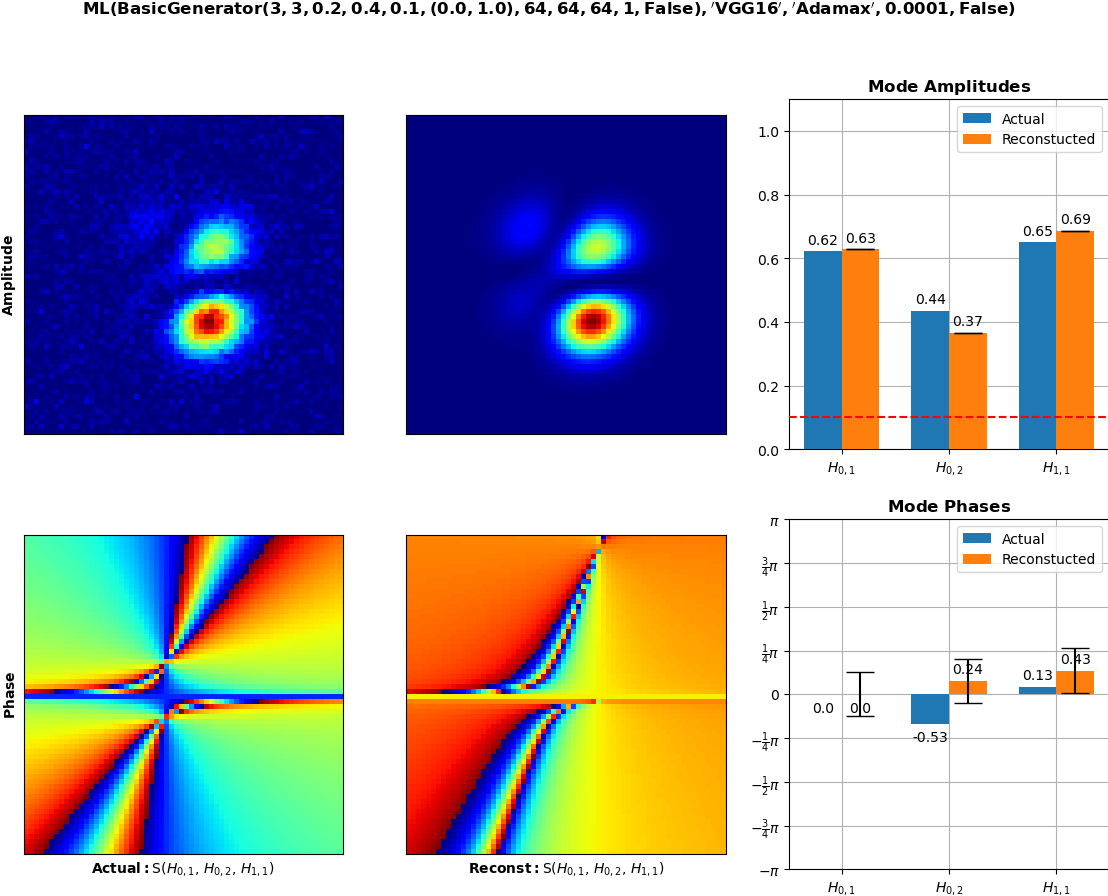 ML(BasicGenerator(3, 3, 0.2, 0.4, 0.1, (0.0, 1.0), 64, 64, 64, 1, False), ′VGG16′, ′Adamax′, 0.0001, False)
Amplitude
Mode Amplitudes
Actual
Reconstucted
1.0
0.8
0.6
0.4
0.2
0.0
0.62
0.63
0.44
0.37
0.65
0.69
H0, 1
H0, 2
H1, 1
Phase
Actual: S(H0, 1, H0, 2, H1, 1)
Reconst: S(H0, 1, H0, 2, H1, 1)
Mode Phases
Actual
Reconstucted
π
3/4π
1/2π
1/4π
0
−1/4π
−1/2π
−3/4π
−π
0.0
0.0
-0.53
0.24
0.13
0.43
H0, 1
H0, 2
H1, 1